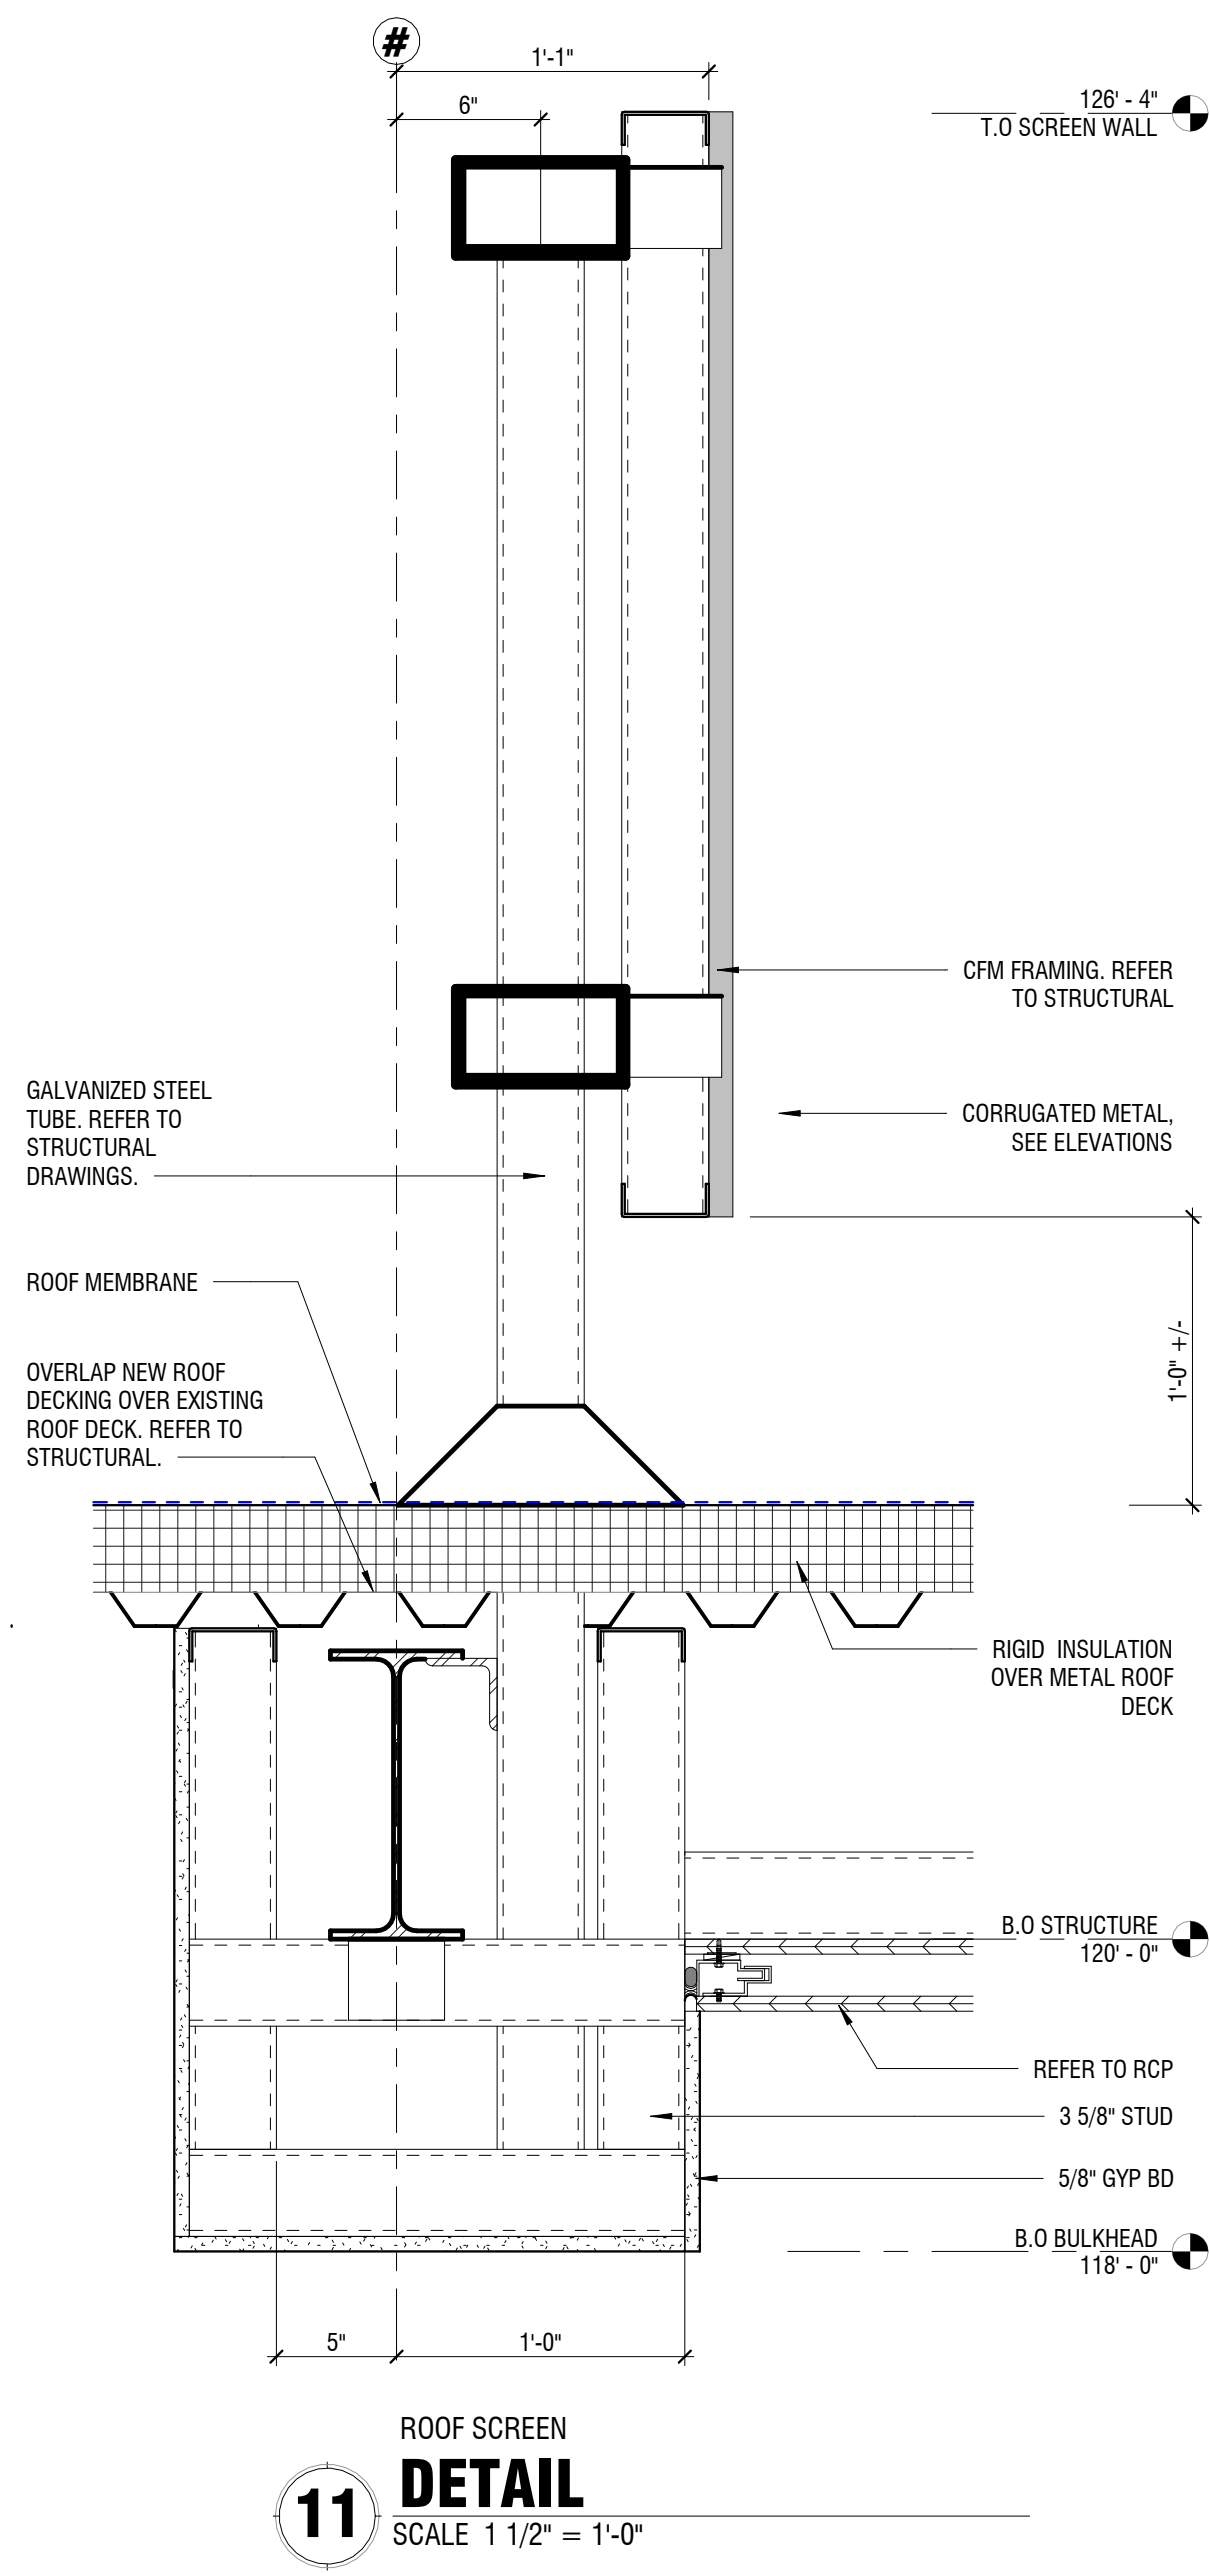 #
1'-1"
6"
126' - 4"
T.O SCREEN WALL
CFM FRAMING. REFER
TO STRUCTURAL
GALVANIZED STEEL
TUBE. REFER TO
STRUCTURAL
DRAWINGS.
CORRUGATED METAL,
SEE ELEVATIONS
ROOF MEMBRANE
1'-0" +/-
OVERLAP NEW ROOF
DECKING OVER EXISTING
ROOF DECK. REFER TO
STRUCTURAL.
RIGID INSULATION
OVER METAL ROOF
DECK
B.O STRUCTURE
120' - 0"
REFER TO RCP
3 5/8" STUD
5/8" GYP BD
B.O BULKHEAD
118' - 0"
5"
1'-0"
ROOF SCREEN
DETAIL
11
SCALE 1 1/2" = 1'-0"